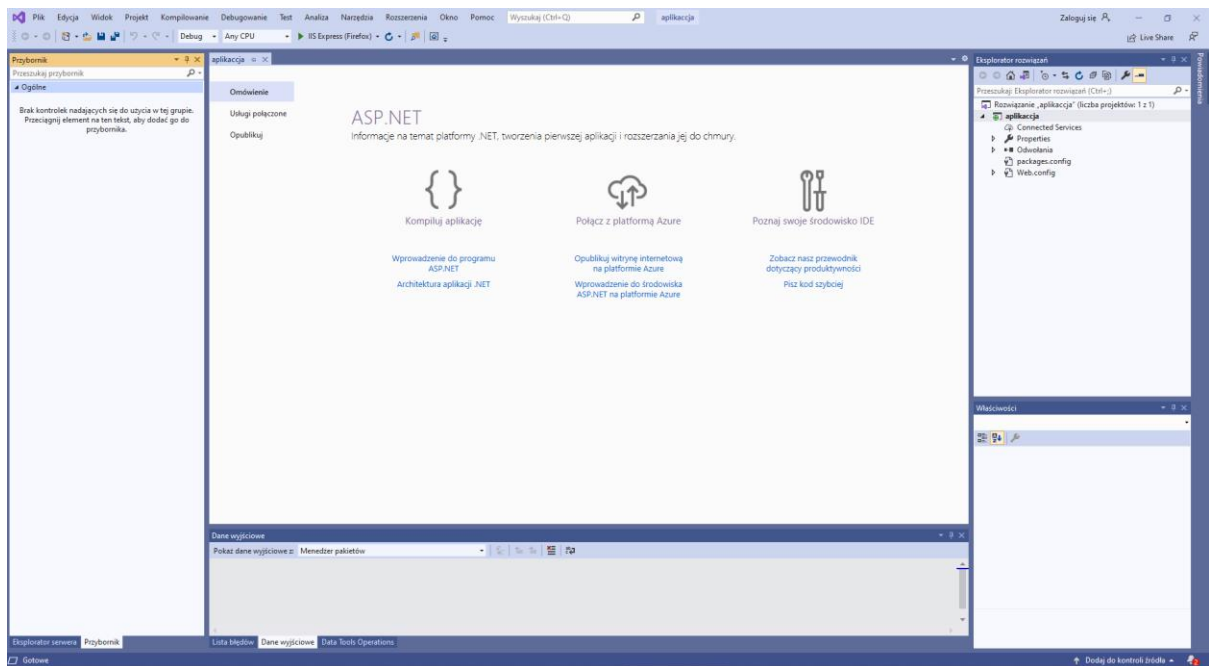 Plik Edycja Widok Projekt Kompilowanie Debugowanie Test Analiza Narzędzia Rozszerzenia Okno Pomoc Wyszukaj (Ctrl+Q) aplikaccja Zaloguj się
Debug Any CPU IIS Express (Firefox) Live Share
Przybornik
Przeszukaj przybornik
Ogólne
Brak kontrolek nadających się do użycia w tej grupie.
Przeciągnij element na ten tekst, aby dodać go do
przybornika.
Eksplorator serwera Przybornik
aplikaccja
Omówienie
Usługi połączone
Opublikuj
ASP.NET
Informacje na temat platformy .NET, tworzenia pierwszej aplikacji i rozszerzania jej do chmury.
Kompiluj aplikację
Wprowadzenie do programu
ASP.NET
Architektura aplikacji .NET
Połącz z platformą Azure
Opublikuj witrynę internetową
na platformie Azure
Wprowadzenie do środowiska
ASP.NET na platformie Azure
Poznaj swoje środowisko IDE
Zobacz nasz przewodnik
dotyczący produktywności
Pisz kod szybciej
Dane wyjściowe
Pokaż dane wyjściowe z: Menedżer pakietów
Lista błędów Dane wyjściowe Data Tools Operations
Eksplorator rozwiązań
Przeszukaj: Eksplorator rozwiązań (Ctrl+;)
Rozwiązanie „aplikaccja" (liczba projektów: 1 z 1)
aplikaccja
Connected Services
Properties
Odwołania
packages.config
Web.config
Właściwości
Powiadomienia
Gotowe Dodaj do kontroli źródła 2